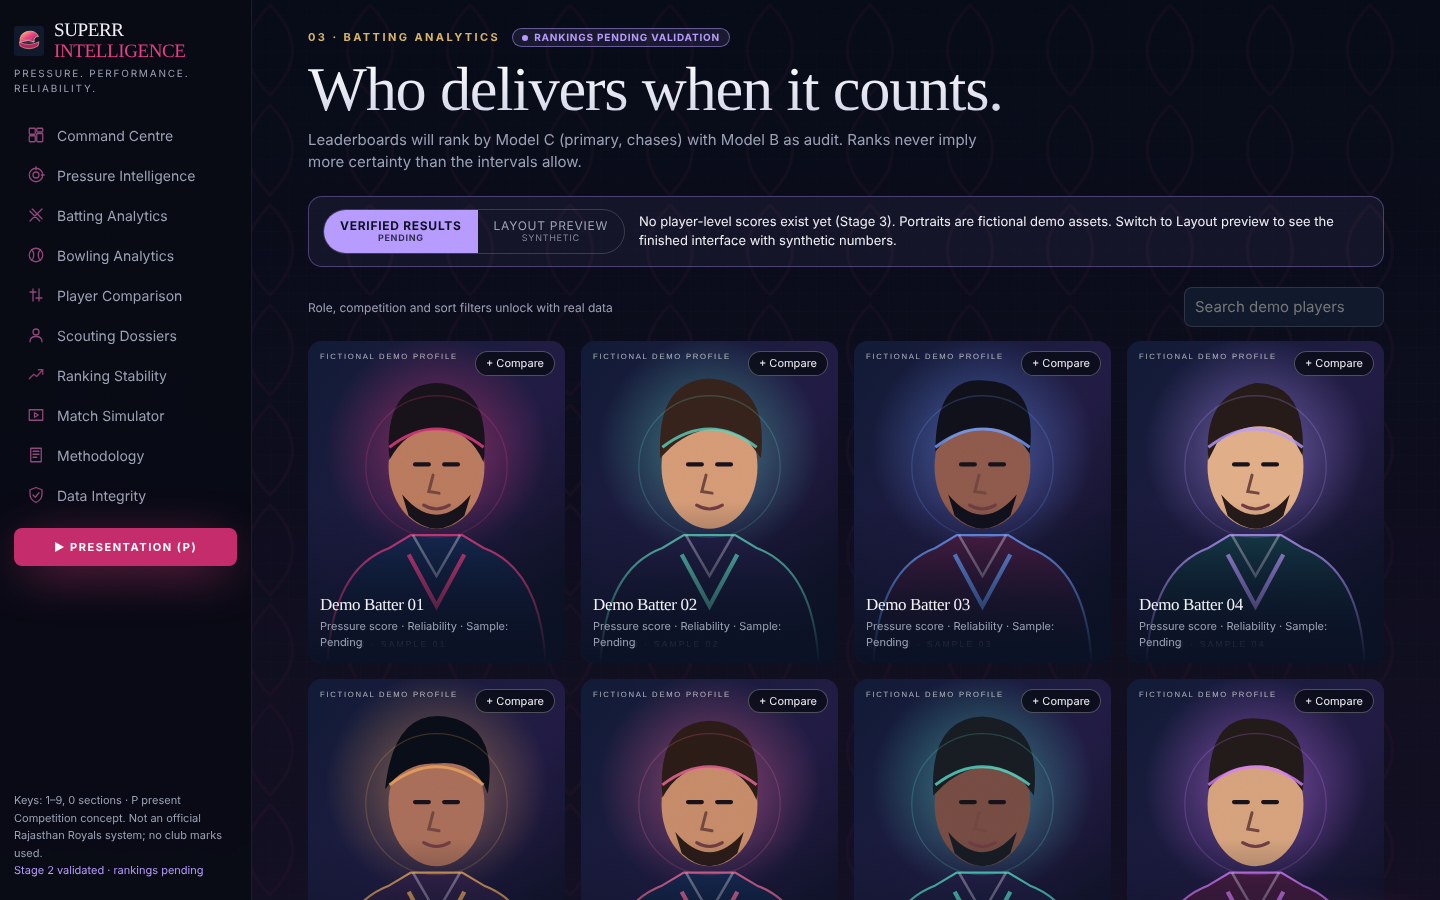 SUPERR
INTELLIGENCE
PRESSURE. PERFORMANCE.
RELIABILITY.
Command Centre
Pressure Intelligence
Batting Analytics
Bowling Analytics
Player Comparison
Scouting Dossiers
Ranking Stability
Match Simulator
Methodology
Data Integrity
▶ PRESENTATION (P)
Keys: 1–9, 0 sections · P present
Competition concept. Not an official
Rajasthan Royals system; no club marks
used.
Stage 2 validated · rankings pending
03 · BATTING ANALYTICS
RANKINGS PENDING VALIDATION
Who delivers when it counts.
Leaderboards will rank by Model C (primary, chases) with Model B as audit. Ranks never imply
more certainty than the intervals allow.
VERIFIED RESULTS
PENDING
LAYOUT PREVIEW
SYNTHETIC
No player-level scores exist yet (Stage 3). Portraits are fictional demo assets. Switch to Layout preview to see the
finished interface with synthetic numbers.
Role, competition and sort filters unlock with real data
Search demo players
FICTIONAL DEMO PROFILE
+ Compare
Demo Batter 01
Pressure score · Reliability · Sample:
Pending
SAMPLE 01
FICTIONAL DEMO PROFILE
+ Compare
Demo Batter 02
Pressure score · Reliability · Sample:
Pending
SAMPLE 02
FICTIONAL DEMO PROFILE
+ Compare
Demo Batter 03
Pressure score · Reliability · Sample:
Pending
SAMPLE 03
FICTIONAL DEMO PROFILE
+ Compare
Demo Batter 04
Pressure score · Reliability · Sample:
Pending
SAMPLE 04
FICTIONAL DEMO PROFILE
+ Compare
FICTIONAL DEMO PROFILE
+ Compare
FICTIONAL DEMO PROFILE
+ Compare
FICTIONAL DEMO PROFILE
+ Compare